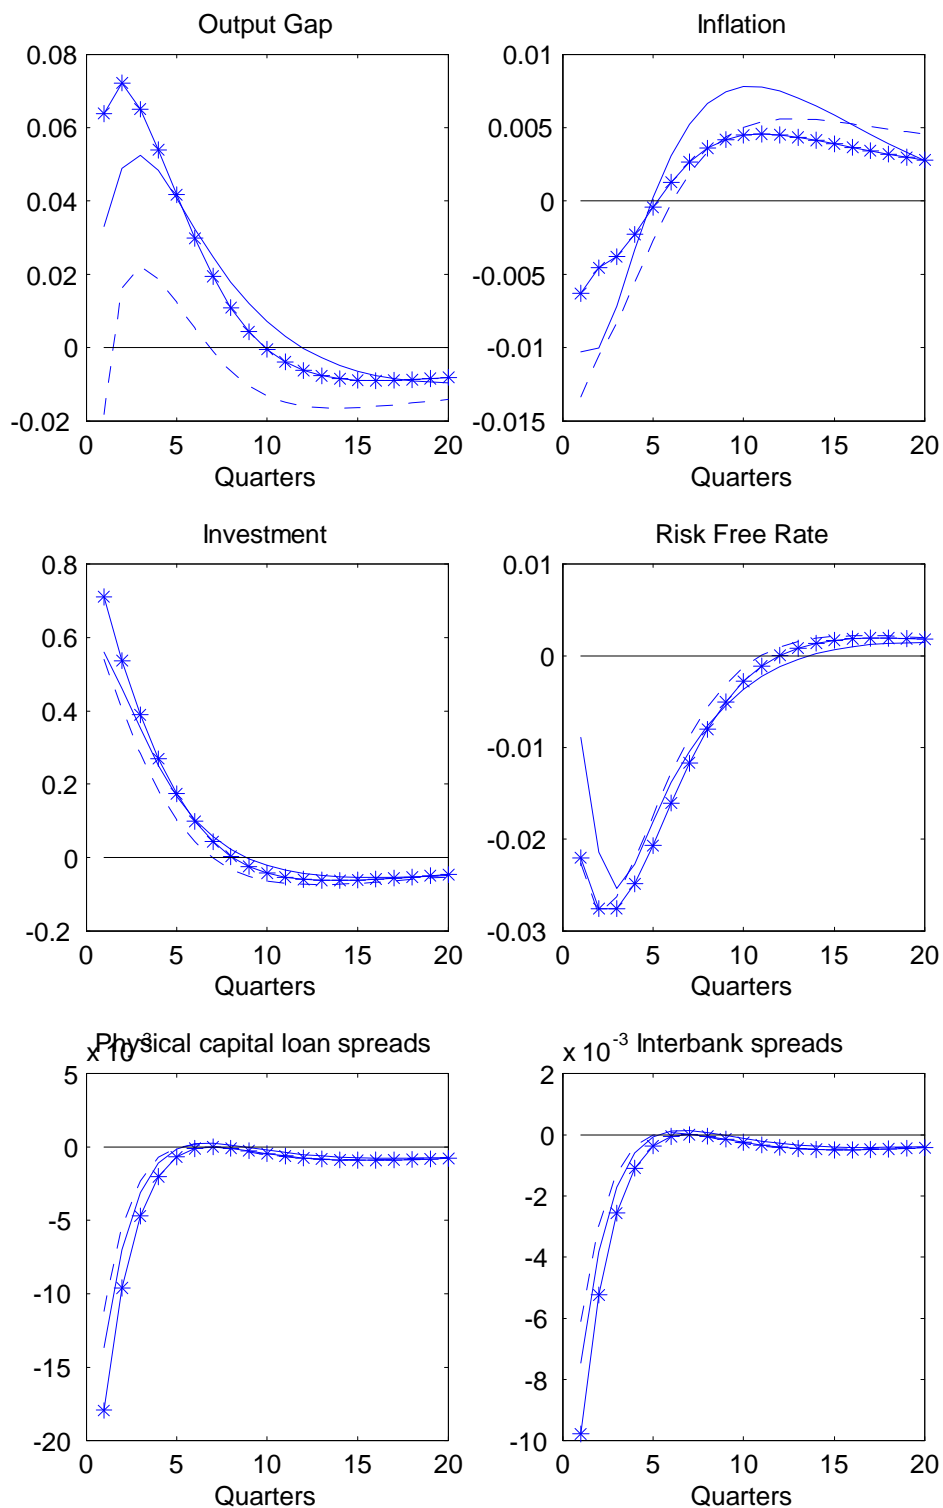 Output Gap
0.08
0.06
0.04
0.02
0
-0.02
0 5 10 15 20
Quarters
Inflation
0.01
0.005
0
-0.005
-0.01
-0.015
0 5 10 15 20
Quarters
Investment
0.8
0.6
0.4
0.2
0
-0.2
0 5 10 15 20
Quarters
Risk Free Rate
0.01
0
-0.01
-0.02
-0.03
0 5 10 15 20
Quarters
Physical capital loan spreads
x 10-3
5
0
-5
-10
-15
-20
0 5 10 15 20
Quarters
x 10-3 Interbank spreads
2
0
-2
-4
-6
-8
-10
0 5 10 15 20
Quarters